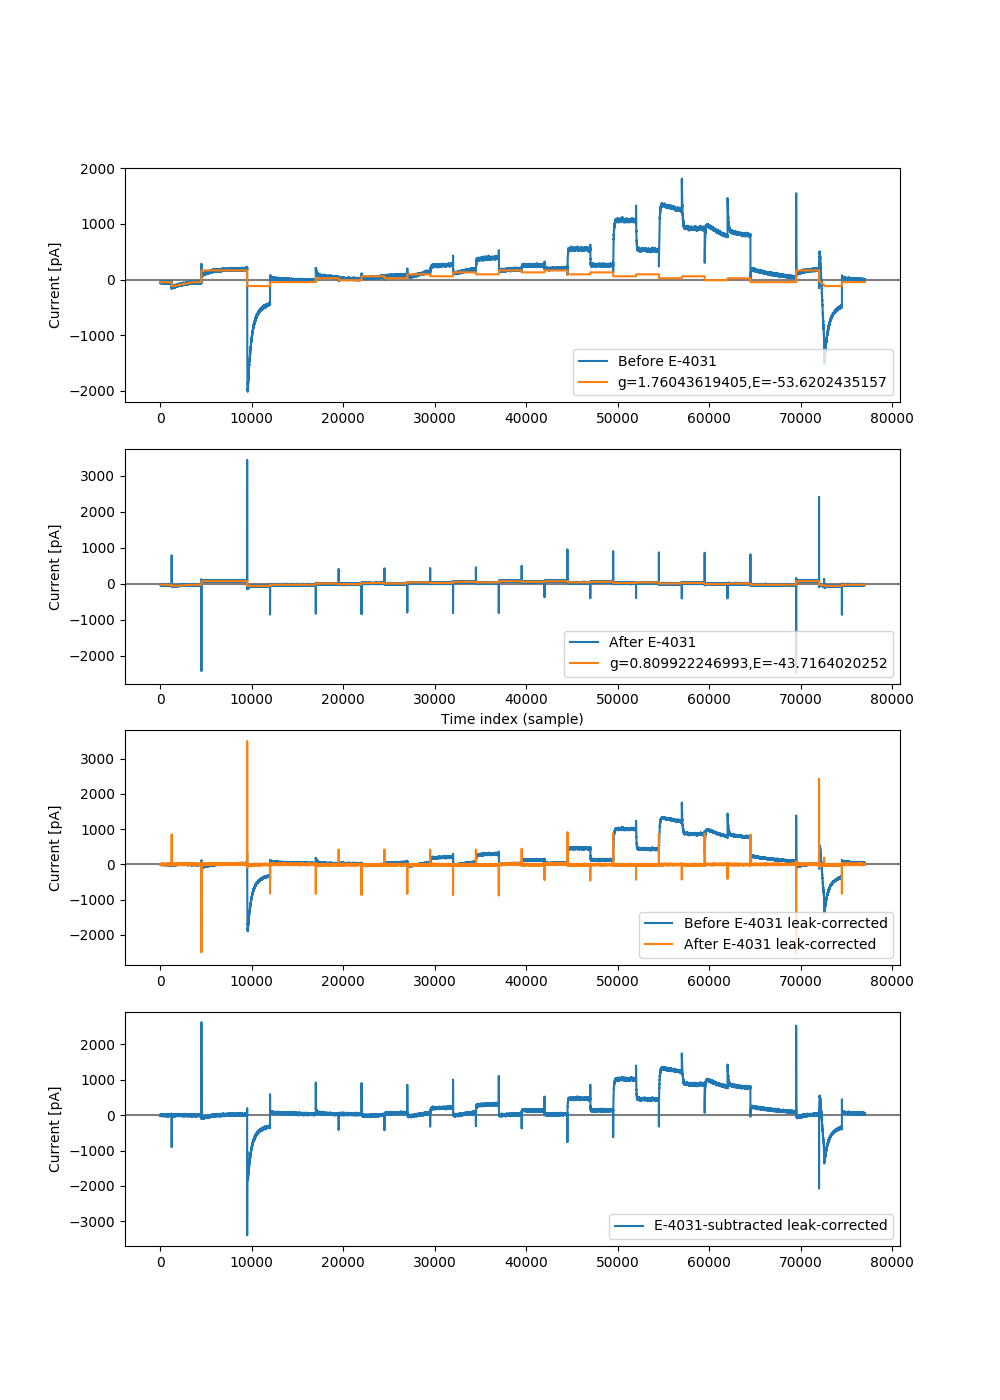 2000
1000
0
−1000
−2000
Current [pA]
Before E-4031
g=1.76043619405,E=-53.6202435157
0 10000 20000 30000 40000 50000 60000 70000 80000
3000
2000
1000
0
−1000
−2000
Current [pA]
After E-4031
g=0.809922246993,E=-43.7164020252
0 10000 20000 30000 40000 50000 60000 70000 80000
Time index (sample)
3000
2000
1000
0
−1000
−2000
Current [pA]
Before E-4031 leak-corrected
After E-4031 leak-corrected
0 10000 20000 30000 40000 50000 60000 70000 80000
2000
1000
0
−1000
−2000
−3000
Current [pA]
E-4031-subtracted leak-corrected
0 10000 20000 30000 40000 50000 60000 70000 80000